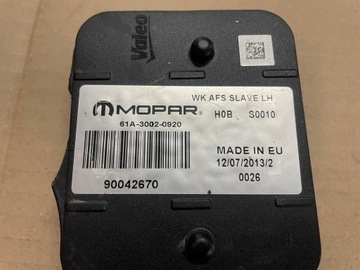 Valeo
WK AFS SLAVE LH
MOPAR H0B S0010
61A-3002-0920
MADE IN EU
12/07/2013/2
90042670 0026